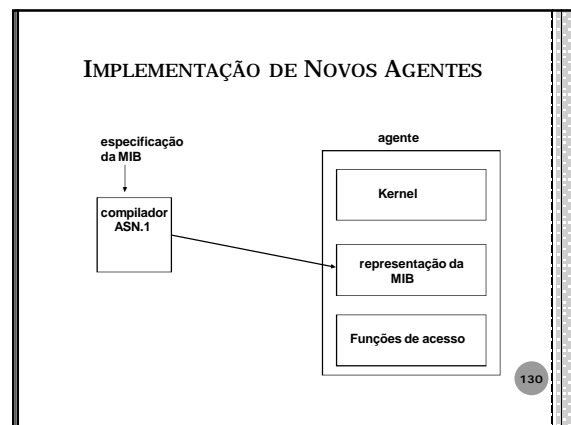 IMPLEMENTAÇÃO DE NOVOS AGENTES
especificação
da MIB
compilador
ASN.1
agente
Kernel
representação da
MIB
Funções de acesso
130